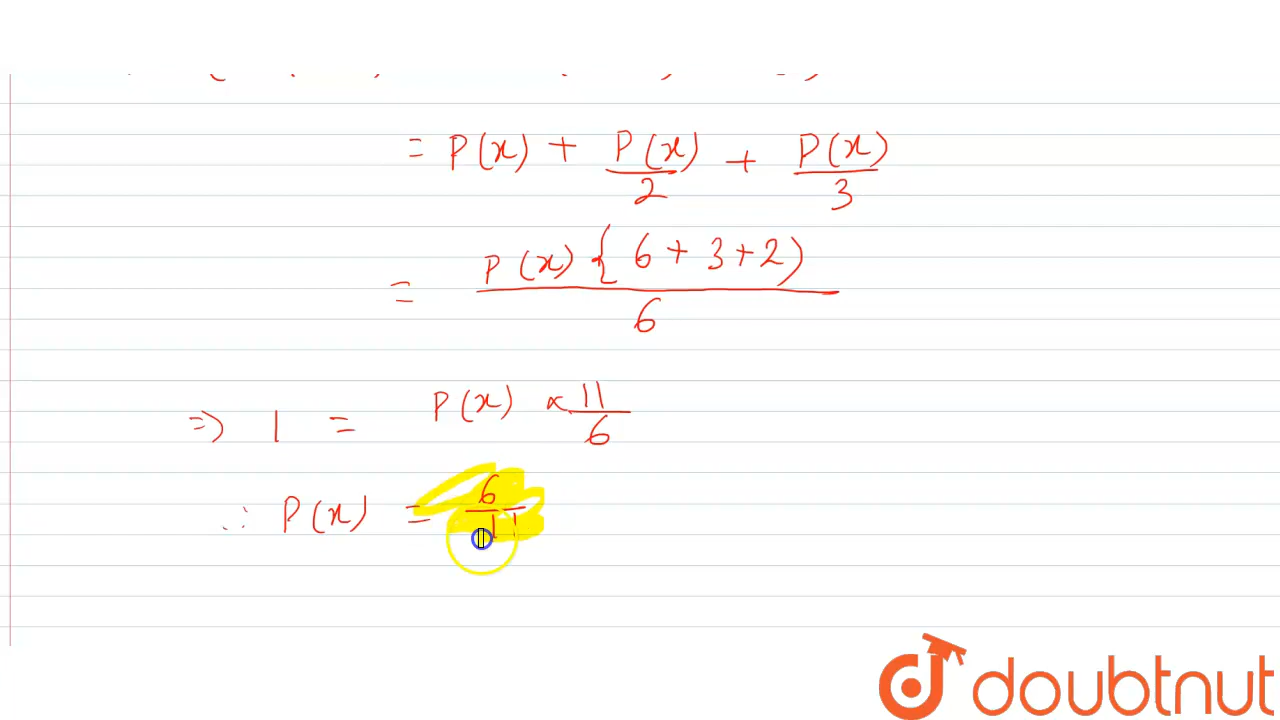 = P(x) + P(x)/2 + P(x)/3
= P(x) { 6 + 3 + 2) / 6
⇒ 1 = P(x) × 11/6
∴ P(x) = 6/11
doubtnut